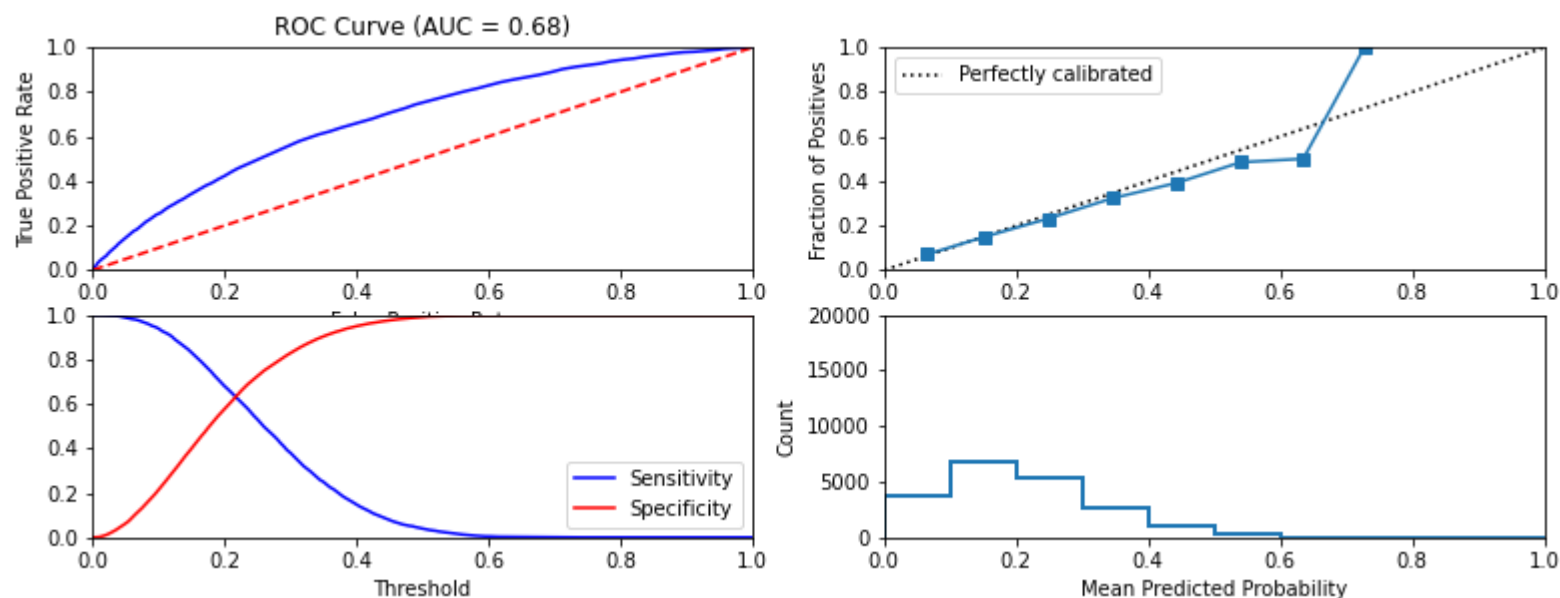 ROC Curve (AUC = 0.68)
True Positive Rate
1.0
0.8
0.6
0.4
0.2
0.0
0.0 0.2 0.4 0.6 0.8 1.0
Fraction of Positives
1.0
0.8
0.6
0.4
0.2
0.0
Perfectly calibrated
0.0 0.2 0.4 0.6 0.8 1.0
1.0
0.8
0.6
0.4
0.2
0.0
Sensitivity
Specificity
0.0 0.2 0.4 0.6 0.8 1.0
Threshold
Count
20000
15000
10000
5000
0
0.0 0.2 0.4 0.6 0.8 1.0
Mean Predicted Probability